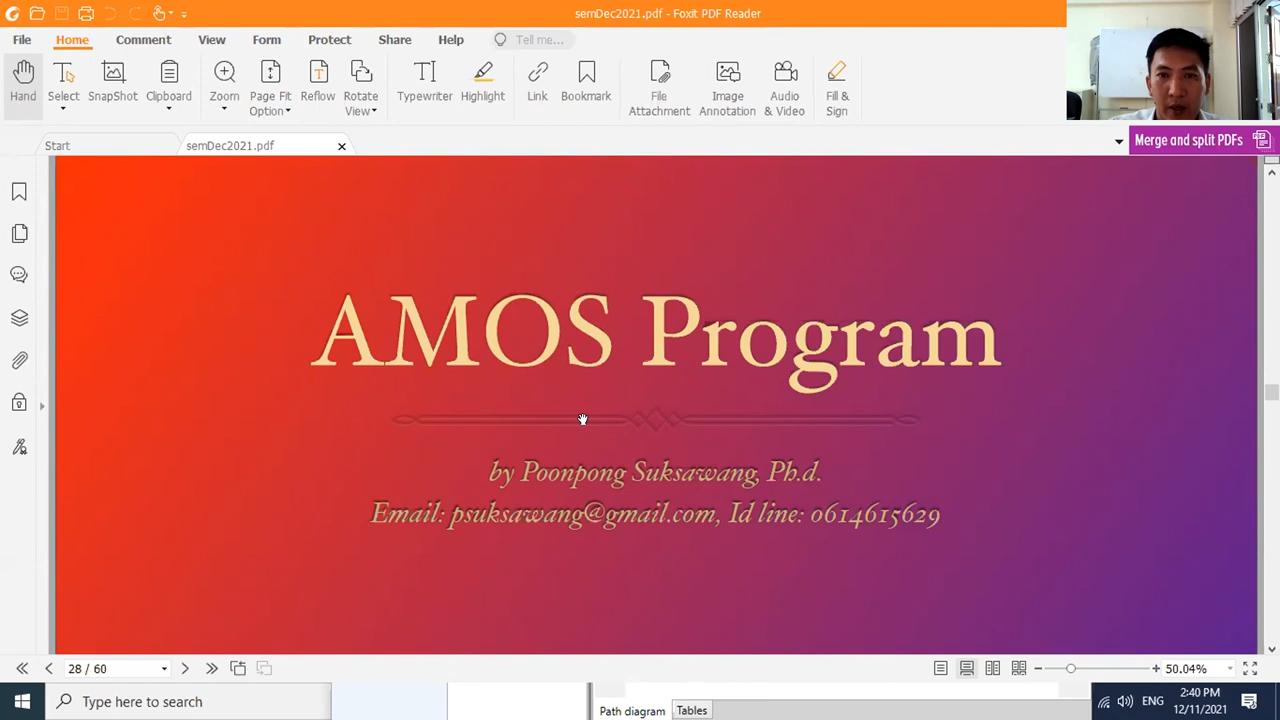 semDec2021.pdf - Foxit PDF Reader
File Home Comment View Form Protect Share Help Tell me...
Hand Select SnapShot Clipboard Zoom Page Fit Option Reflow Rotate View Typewriter Highlight Link Bookmark File Attachment Image Annotation Audio & Video Fill & Sign
Start semDec2021.pdf Merge and split PDFs
AMOS Program
by Poonpong Suksawang, Ph.d.
Email: psuksawang@gmail.com, Id line: 0614615629
28 / 60 50.04%
Type here to search Path diagram Tables ENG 2:40 PM
12/11/2021